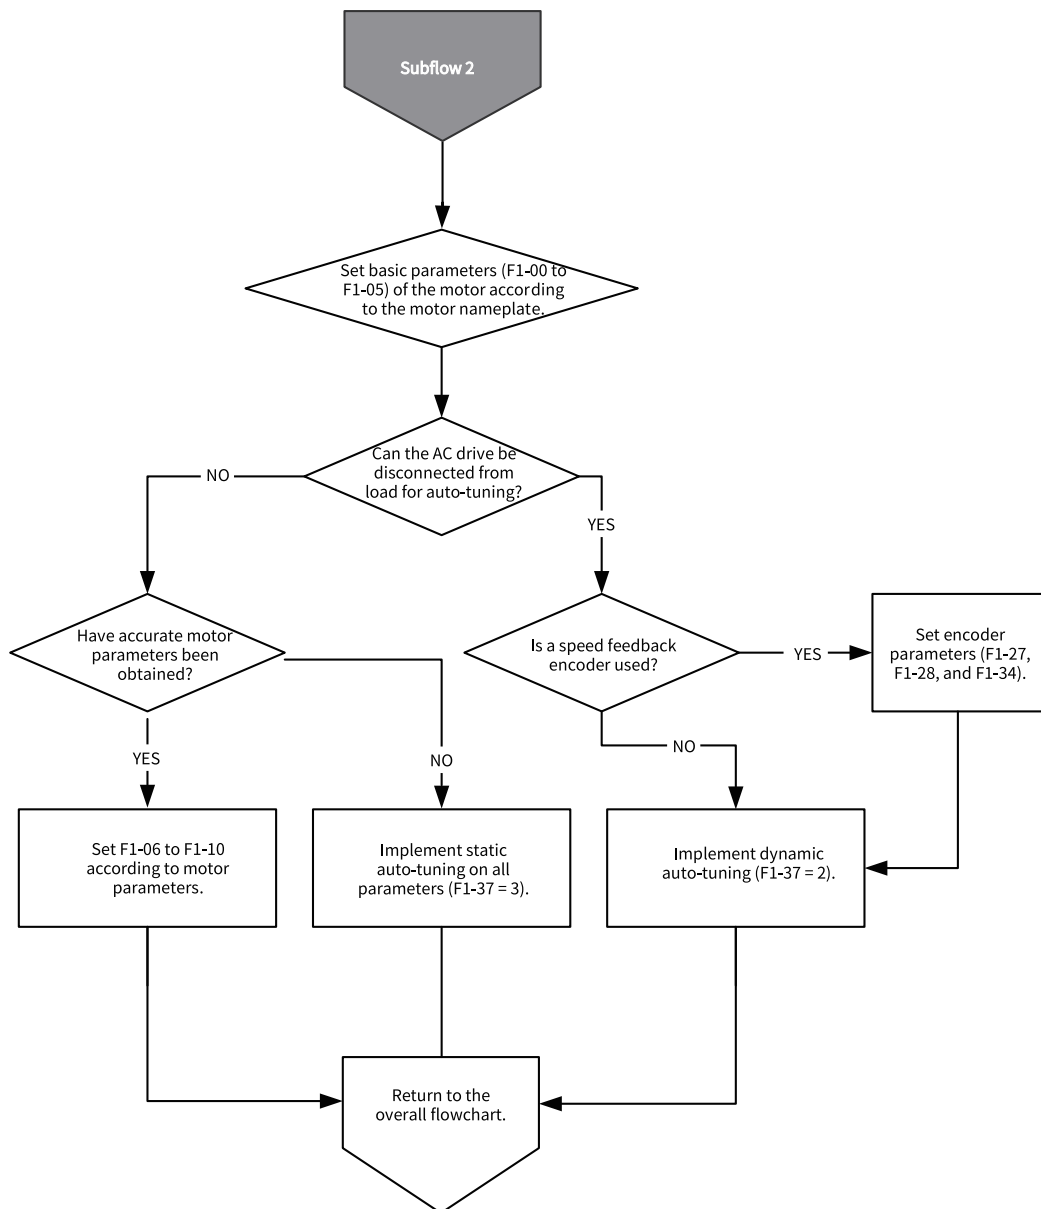 Subflow 2
Set basic parameters (F1-00 to
F1-05) of the motor according
to the motor nameplate.
Can the AC drive be
disconnected from
load for auto-tuning?
NO
YES
Have accurate motor
parameters been
obtained?
Is a speed feedback
encoder used?
YES
Set encoder
parameters (F1-27,
F1-28, and F1-34).
YES
NO
NO
Set F1-06 to F1-10
according to motor
parameters.
Implement static
auto-tuning on all
parameters (F1-37 = 3).
Implement dynamic
auto-tuning (F1-37 = 2).
Return to the
overall flowchart.